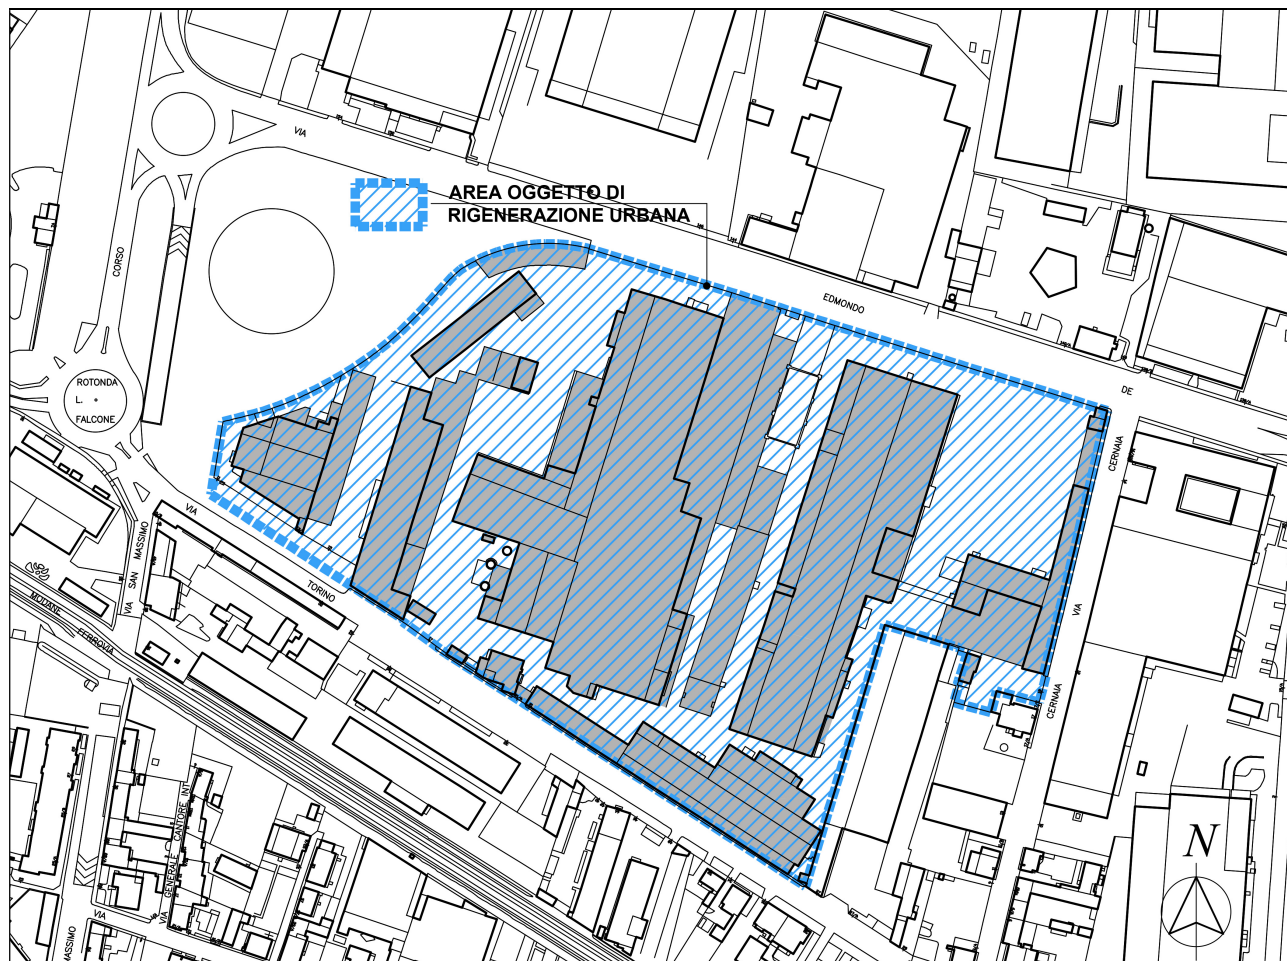 VIA
AREA OGGETTO DI
RIGENERAZIONE URBANA
CORSO
EDMONDO
DE
ROTONDA
L.
FALCONE
CERNAIA
VIA
VIA SAN MASSIMO
TORINO
MODANE
FERROVIA
VIA
CERNAIA
VIA GENERALE CANTORE INT
VIA
MASSIMO
N